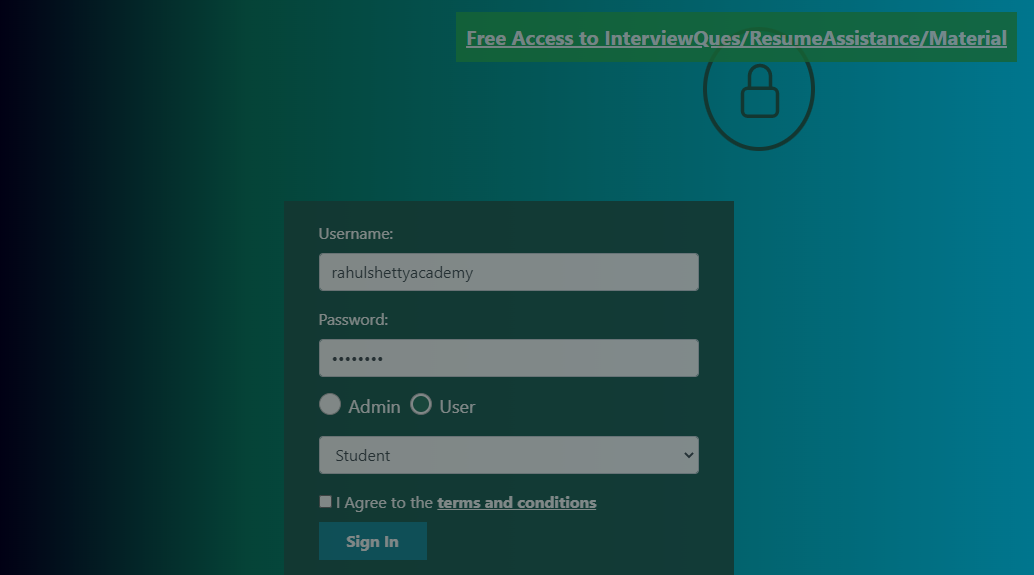 Free Access to InterviewQues/ResumeAssistance/Material
Username:
rahulshettyacademy
Password:
••••••••
Admin User
Student
I Agree to the terms and conditions
Sign In